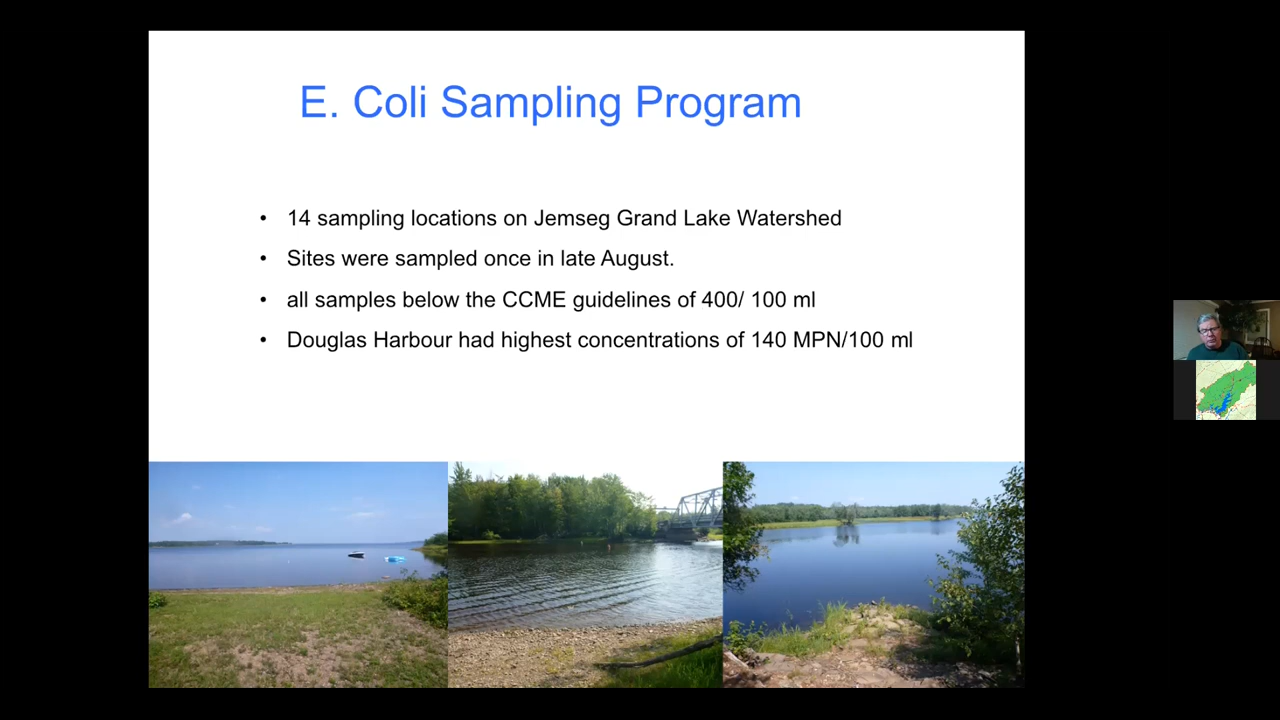 E. Coli Sampling Program
• 14 sampling locations on Jemseg Grand Lake Watershed
• Sites were sampled once in late August.
• all samples below the CCME guidelines of 400/ 100 ml
• Douglas Harbour had highest concentrations of 140 MPN/100 ml